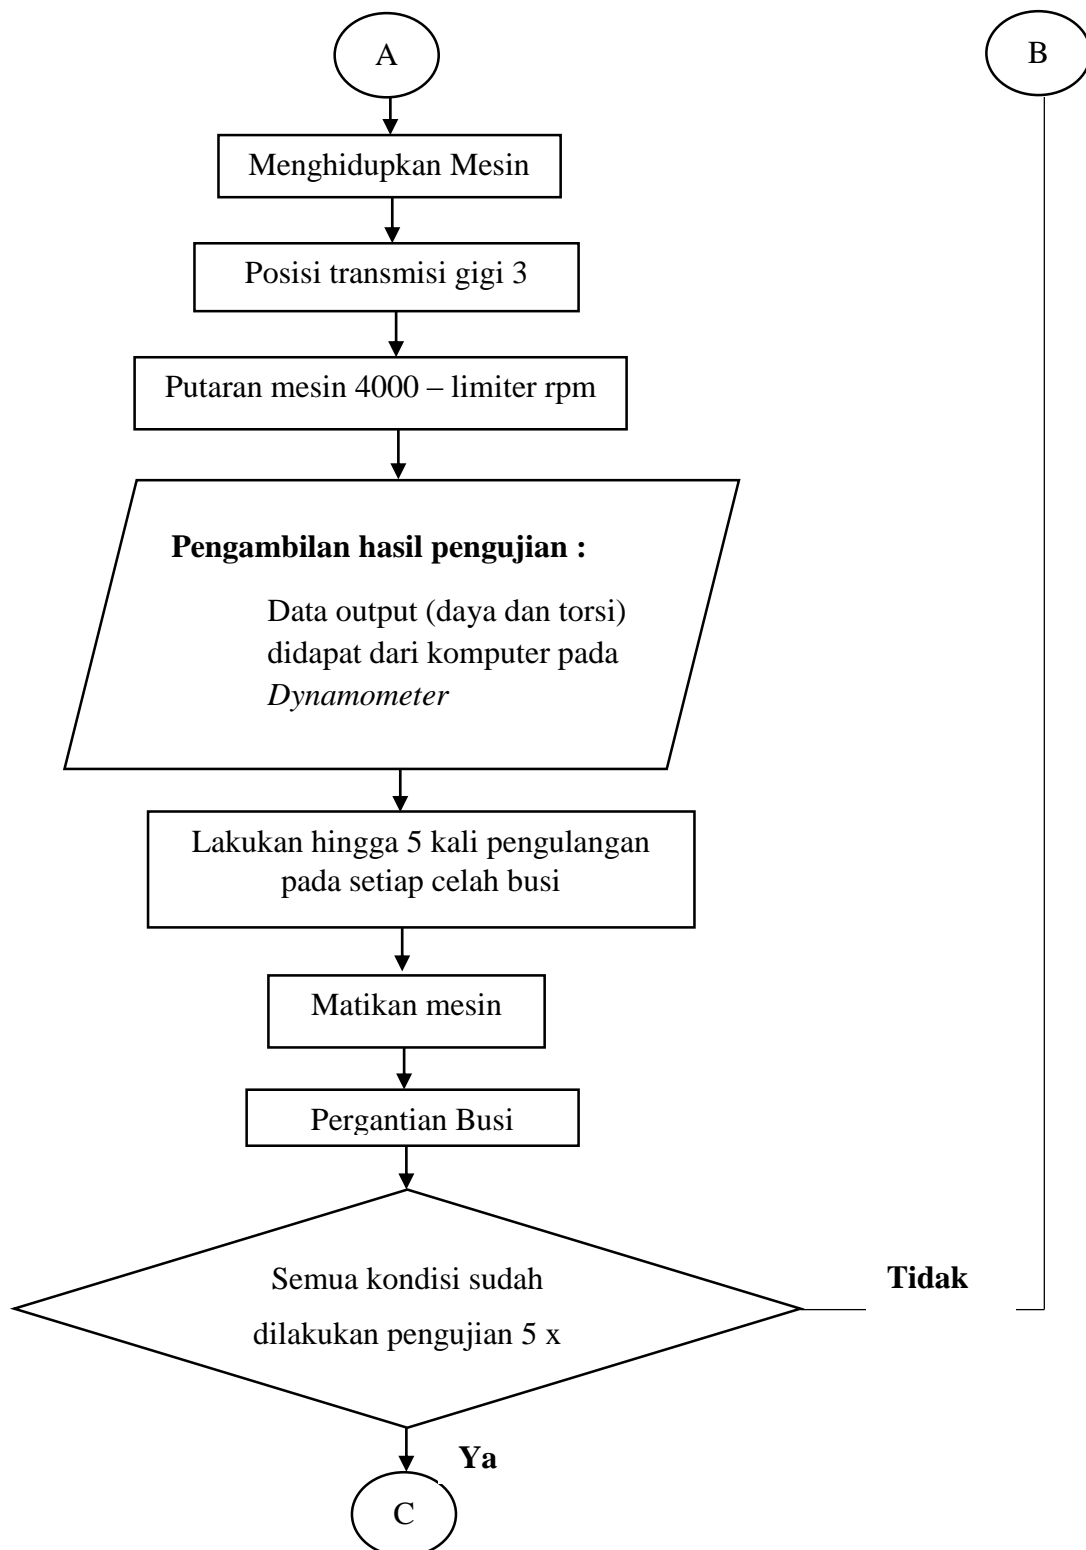 A
B
Menghidupkan Mesin
Posisi transmisi gigi 3
Putaran mesin 4000 – limiter rpm
Pengambilan hasil pengujian :
Data output (daya dan torsi)
didapat dari komputer pada
Dynamometer
Lakukan hingga 5 kali pengulangan
pada setiap celah busi
Matikan mesin
Pergantian Busi
Semua kondisi sudah
dilakukan pengujian 5 x
Tidak
Ya
C